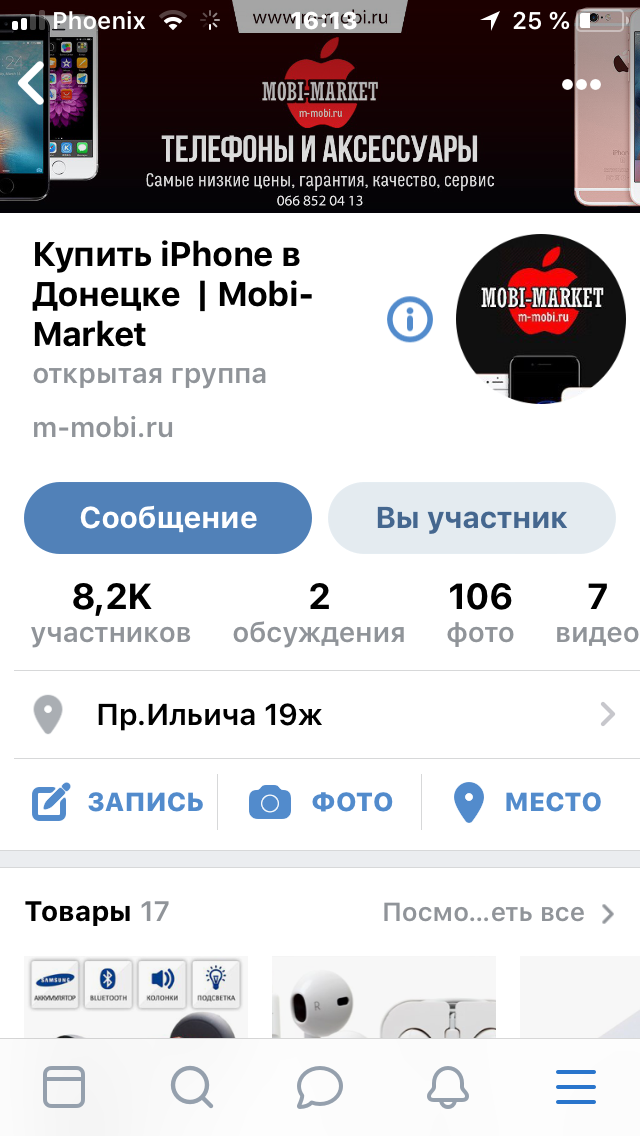 Phoenix
www.m-mobi.ru
16:13
25 %
MOBI-MARKET
m-mobi.ru
ТЕЛЕФОНЫ И АКСЕССУАРЫ
Самые низкие цены, гарантия, качество, сервис
066 852 04 13
Купить iPhone в
Донецке | Mobi-
Market
MOBI-MARKET
m-mobi.ru
открытая группа
m-mobi.ru
Сообщение
Вы участник
8,2K
участников
2
обсуждения
106
фото
7
видео
Пр.Ильича 19ж
ЗАПИСЬ
ФОТО
МЕСТО
Товары 17
Посмо...еть все
SAMSUNG
АККУМУЛЯТОР
BLUETOOTH
КОЛОНКИ
ПОДСВЕТКА
R